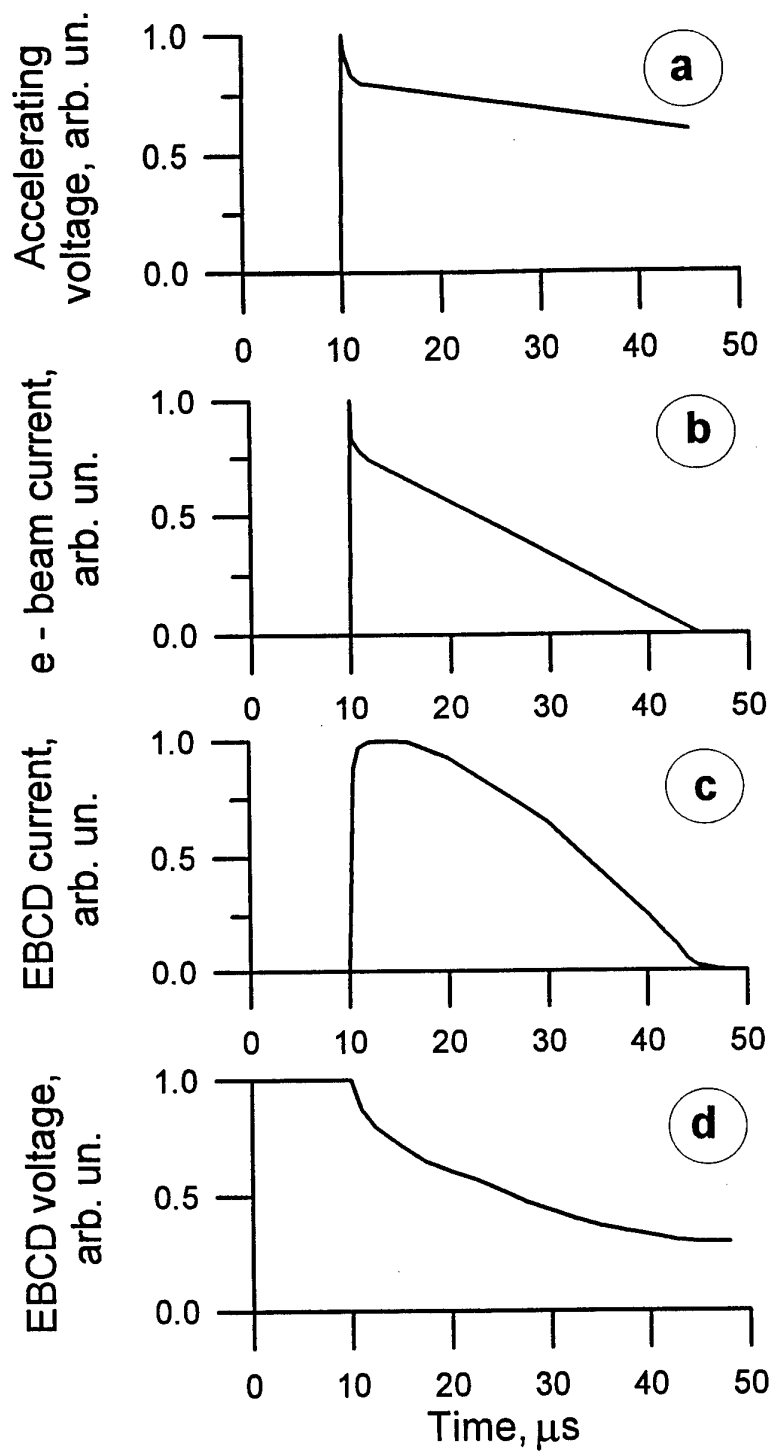 Accelerating
voltage, arb. un.
1.0
0.5
0.0
a
0 10 20 30 40 50
e - beam current,
arb. un.
1.0
0.5
0.0
b
0 10 20 30 40 50
EBCD current,
arb. un.
1.0
0.5
0.0
c
0 10 20 30 40 50
EBCD voltage,
arb. un.
1.0
0.5
0.0
d
0 10 20 30 40 50
Time, μs